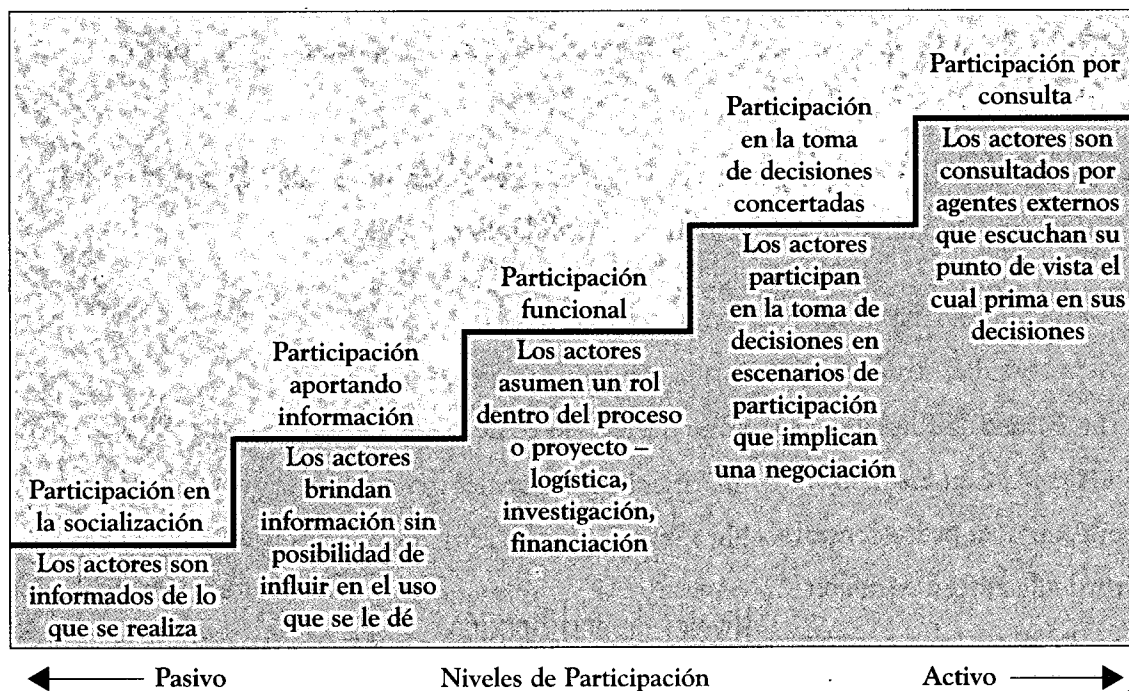 Participación en
la socialización
Los actores son
informados de lo
que se realiza
Participación
aportando
información
Los actores
brindan
información sin
posibilidad de
influir en el uso
que se le dé
Participación
funcional
Los actores
asumen un rol
dentro del proceso
o proyecto –
logística,
investigación,
financiación
Participación
en la toma
de decisiones
concertadas
Los actores
participan
en la toma de
decisiones en
escenarios de
participación
que implican
una negociación
Participación por
consulta
Los actores son
consultados por
agentes externos
que escuchan su
punto de vista el
cual prima en sus
decisiones
Pasivo Niveles de Participación Activo